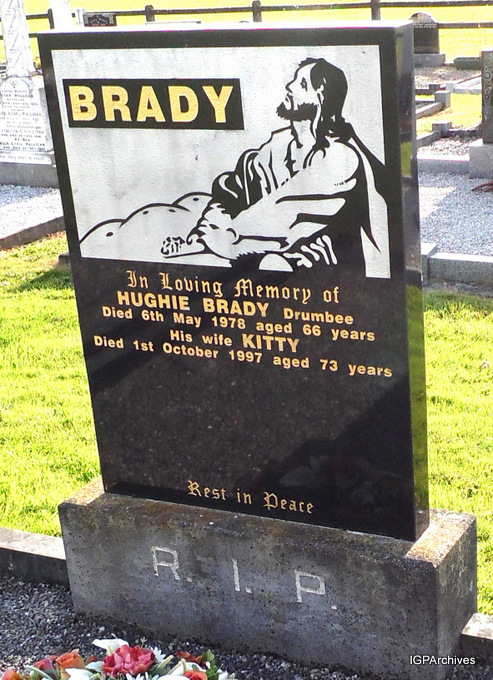 BRADY
In Loving Memory of
HUGHIE BRADY Drumbee
Died 6th May 1978 aged 66 years
His wife KITTY
Died 1st October 1997 aged 73 years
Rest in Peace
R. I. P.
IGPArchives